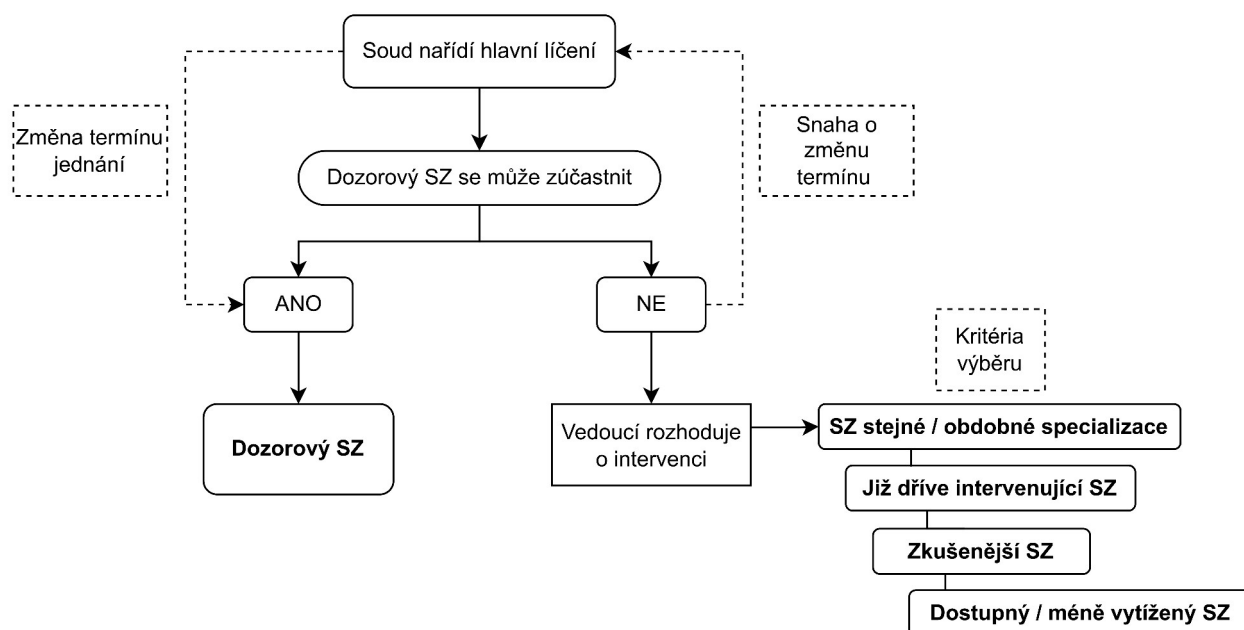 Soud nařídí hlavní líčení
Změna termínu
jednání
Snaha o
změnu
termínu
Dozorový SZ se může zúčastnit
ANO
NE
Kritéria
výběru
Dozorový SZ
Vedoucí rozhoduje
o intervenci
SZ stejné / obdobné specializace
Již dříve intervenující SZ
Zkušenější SZ
Dostupný / méně vytížený SZ